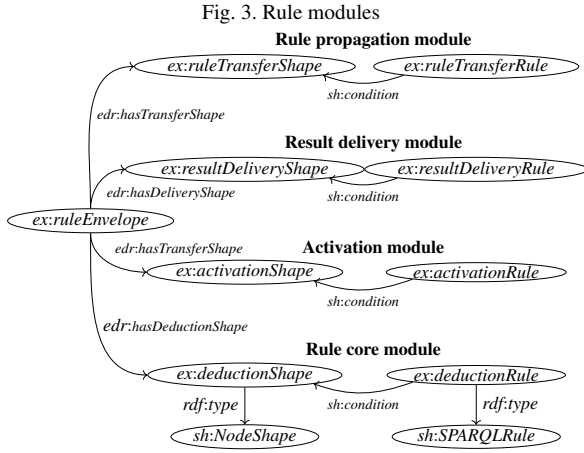 Fig. 3. Rule modules
Rule propagation module
ex:ruleTransferShape
ex:ruleTransferRule
sh:condition
edr:hasTransferShape
Result delivery module
ex:resultDeliveryShape
ex:resultDeliveryRule
sh:condition
edr:hasDeliveryShape
ex:ruleEnvelope
edr:hasTransferShape
Activation module
ex:activationShape
ex:activationRule
sh:condition
edr:hasDeductionShape
Rule core module
ex:deductionShape
ex:deductionRule
sh:condition
rdf:type
rdf:type
sh:NodeShape
sh:SPARQLRule